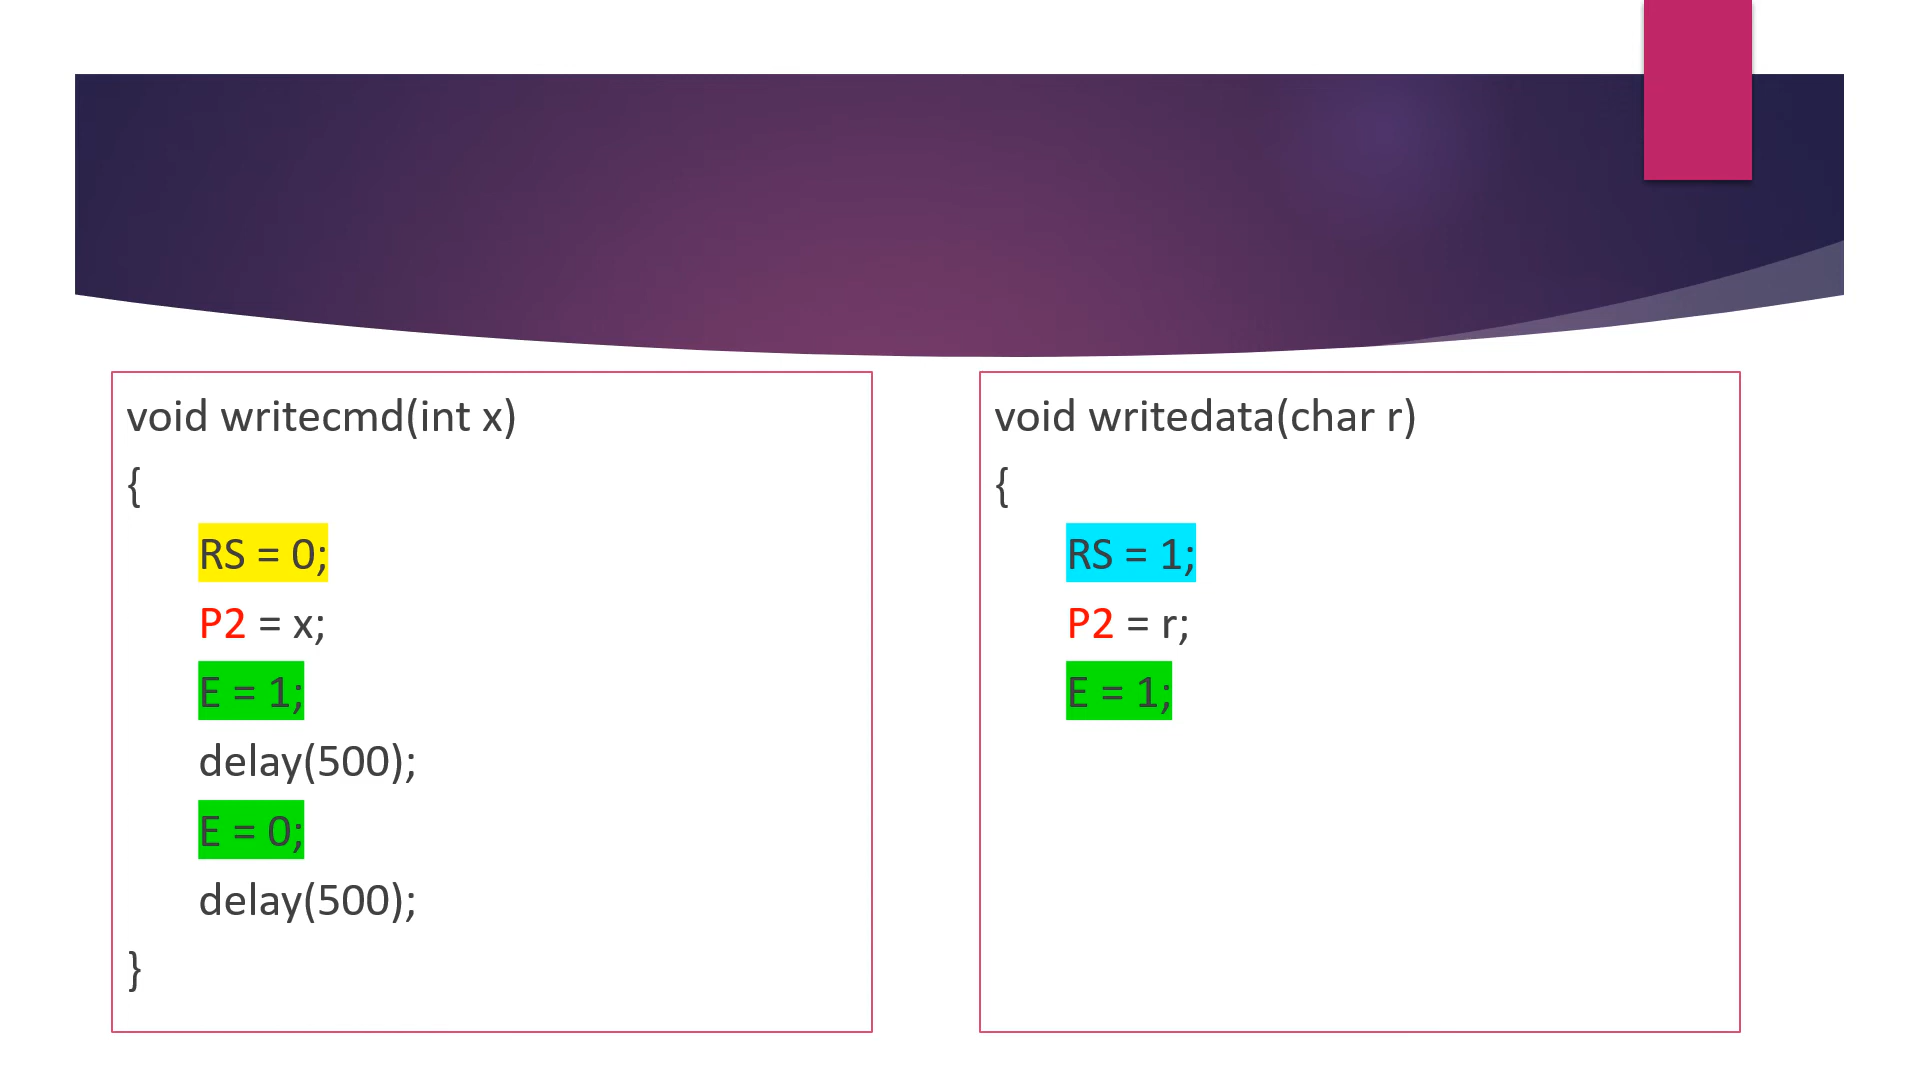 void writecmd(int x)
{
RS = 0;
P2 = x;
E = 1;
delay(500);
E = 0;
delay(500);
}
void writedata(char r)
{
RS = 1;
P2 = r;
E = 1;